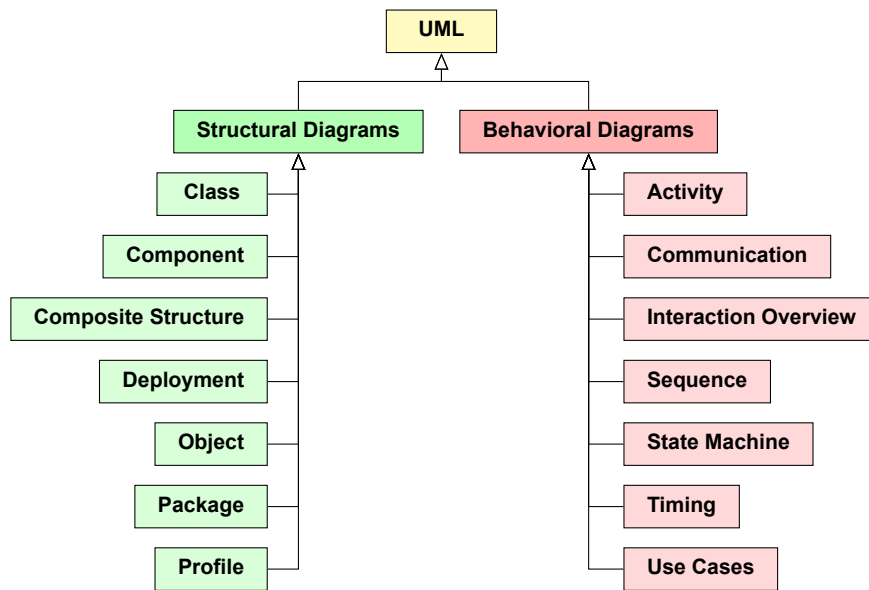 UML
Structural Diagrams
Behavioral Diagrams
Class
Activity
Component
Communication
Composite Structure
Interaction Overview
Deployment
Sequence
Object
State Machine
Package
Timing
Profile
Use Cases